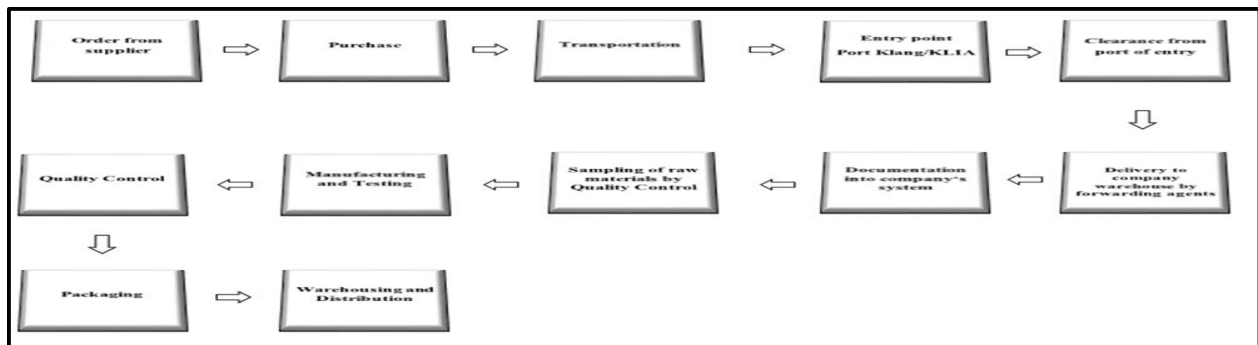 Order from
supplier
Purchase
Transportation
Entry point
Port Klang/KLIA
Clearance from
port of entry
Delivery to
company
warehouse by
forwarding agents
Documentation
into company's
system
Sampling of raw
materials by
Quality Control
Manufacturing
and Testing
Quality Control
Packaging
Warehousing and
Distribution